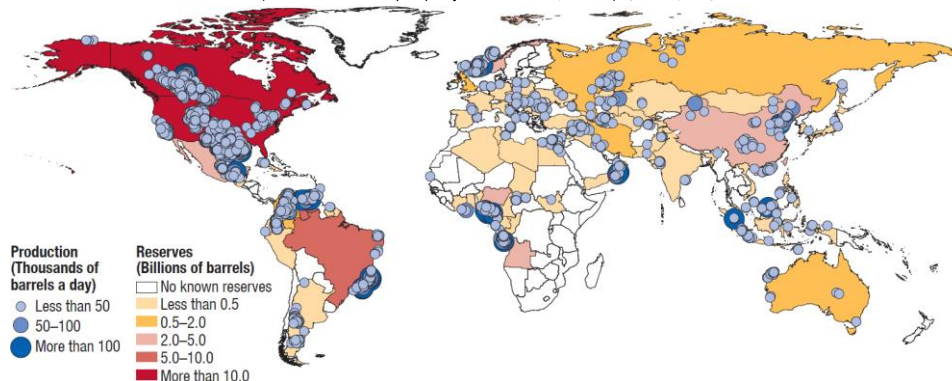 Production
(Thousands of
barrels a day)
Less than 50
50–100
More than 100
Reserves
(Billions of barrels)
No known reserves
Less than 0.5
0.5–2.0
2.0–5.0
5.0–10.0
More than 10.0